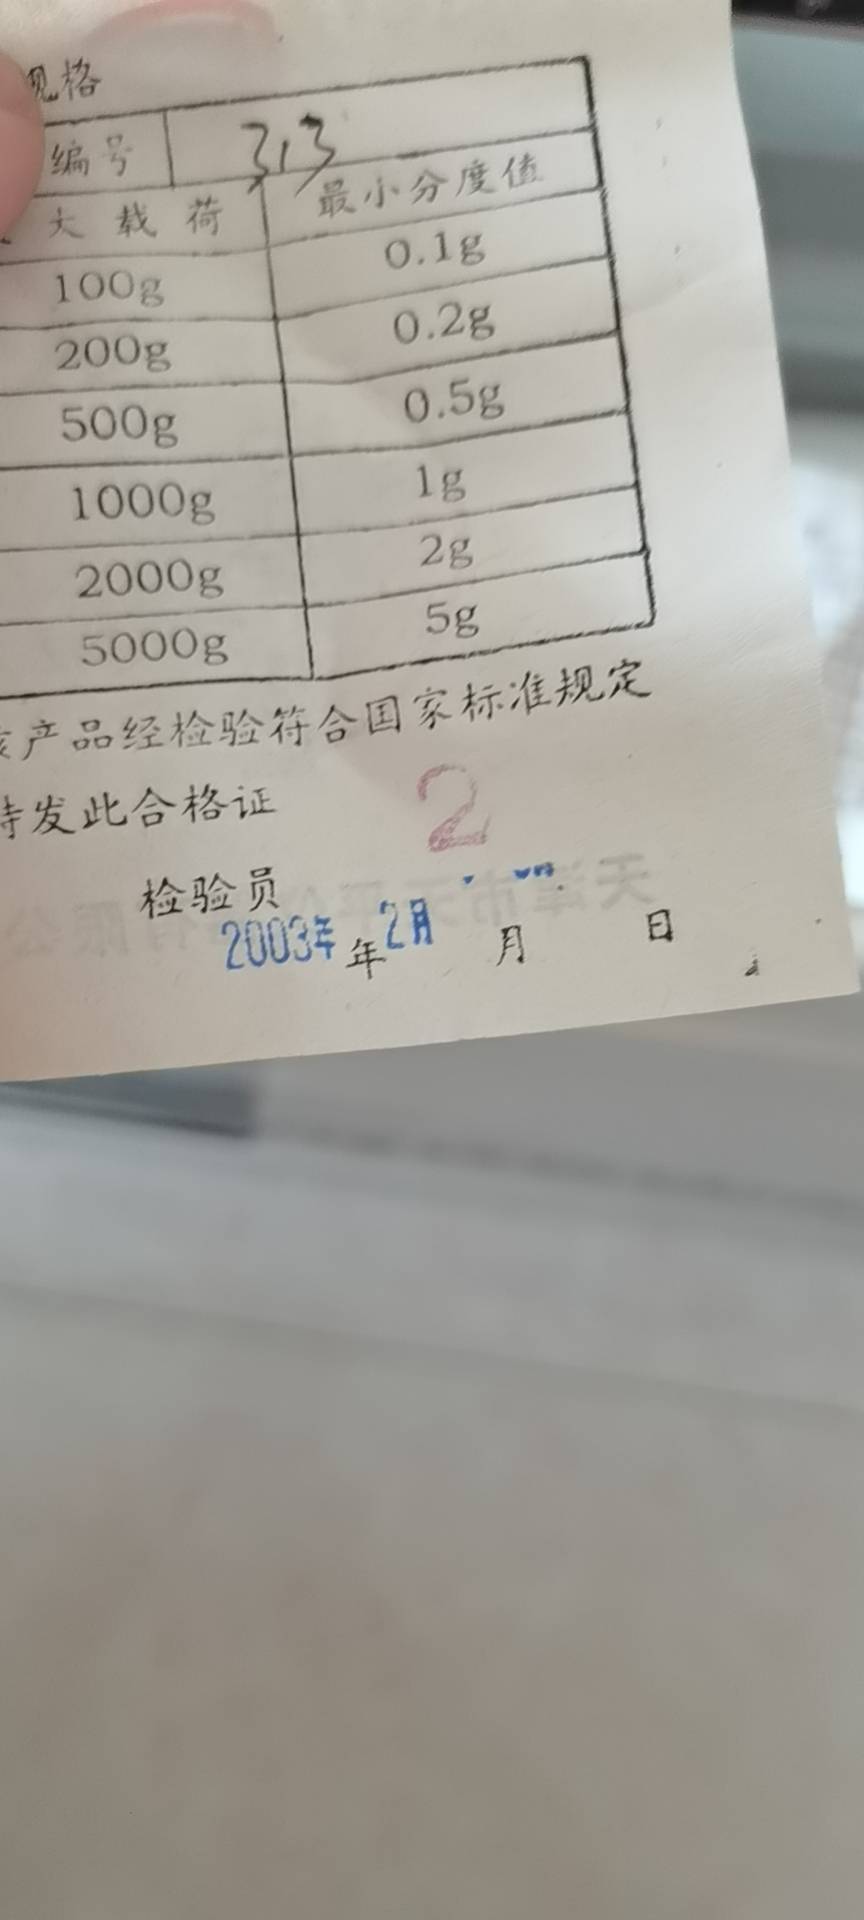 规格
编号 313
大载荷 最小分度值
100g 0.1g
200g 0.2g
500g 0.5g
1000g 1g
2000g 2g
5000g 5g
该产品经检验符合国家标准规定
特发此合格证
2
检验员
2003年 年 2月 月 日